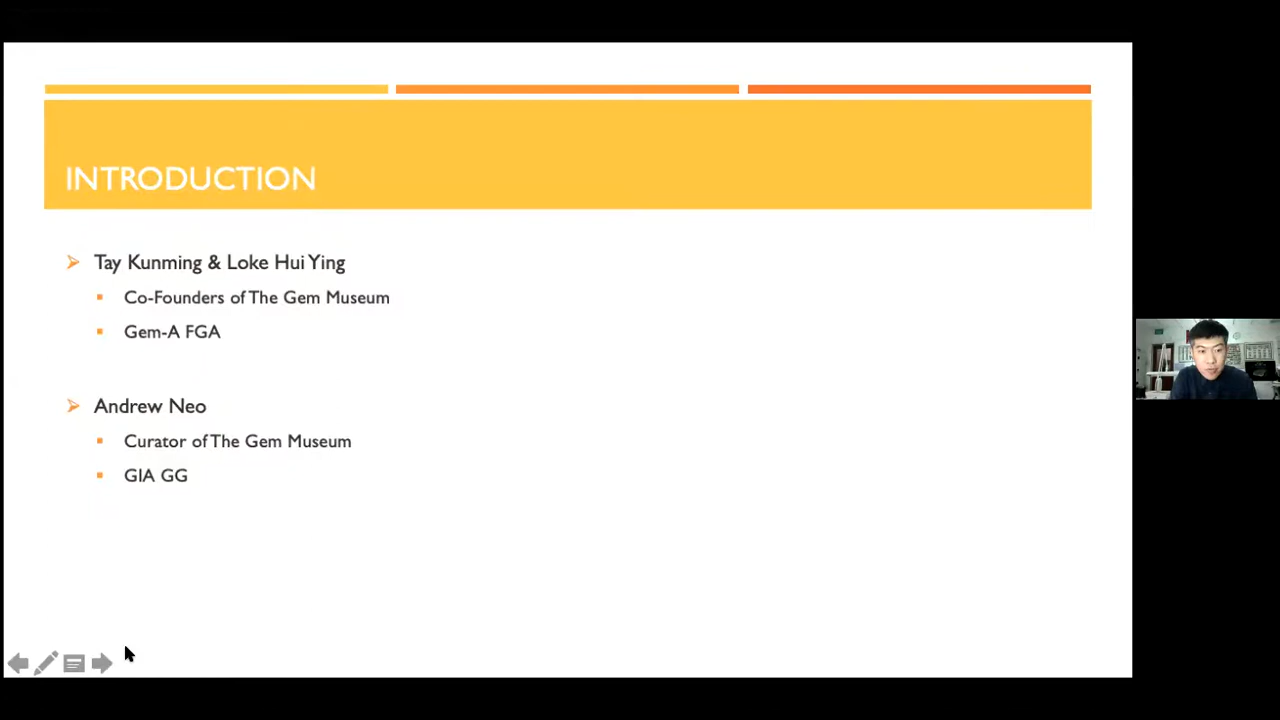 INTRODUCTION
Tay Kunming & Loke Hui Ying
Co-Founders of The Gem Museum
Gem-A FGA
Andrew Neo
Curator of The Gem Museum
GIA GG